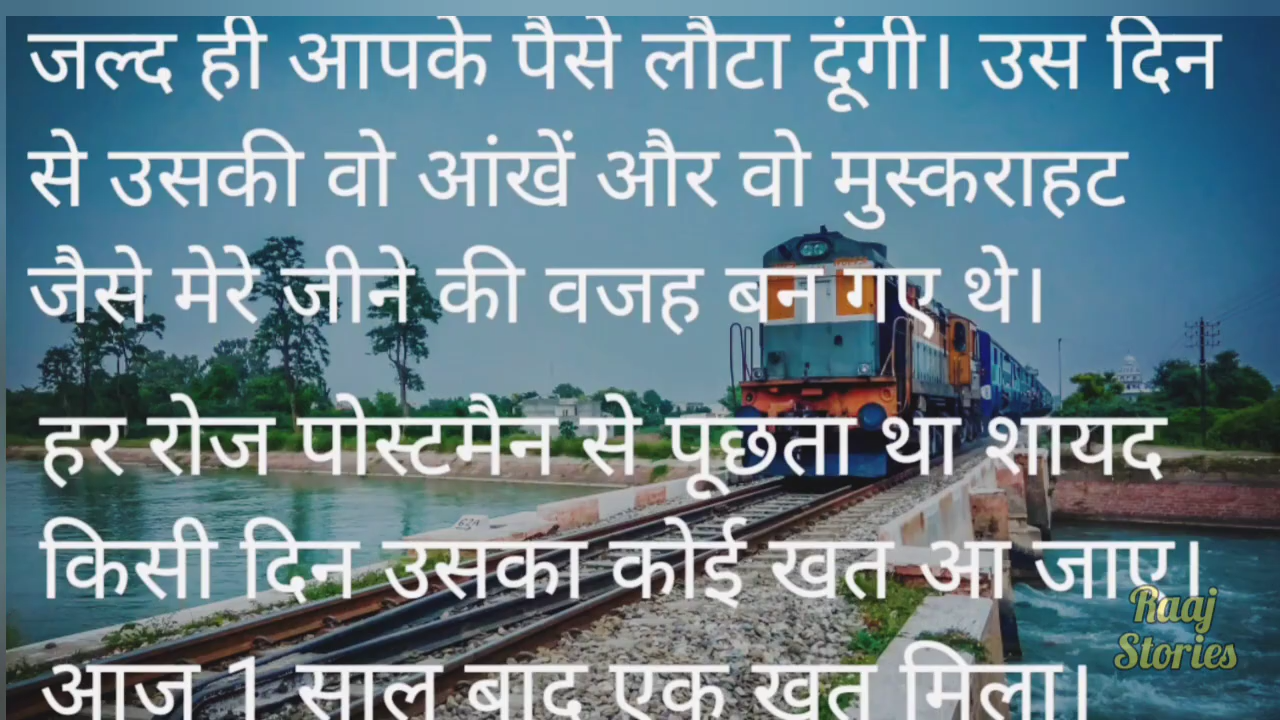 जल्द ही आपके पैसे लौटा दूंगी। उस दिन
से उसकी वो आंखें और वो मुस्कराहट
जैसे मेरे जीने की वजह बन गए थे।
हर रोज पोस्टमैन से पूछता था शायद
किसी दिन उसका कोई खत आ जाए।
आज 1 साल बाद एक खत मिला।
Raaj
Stories